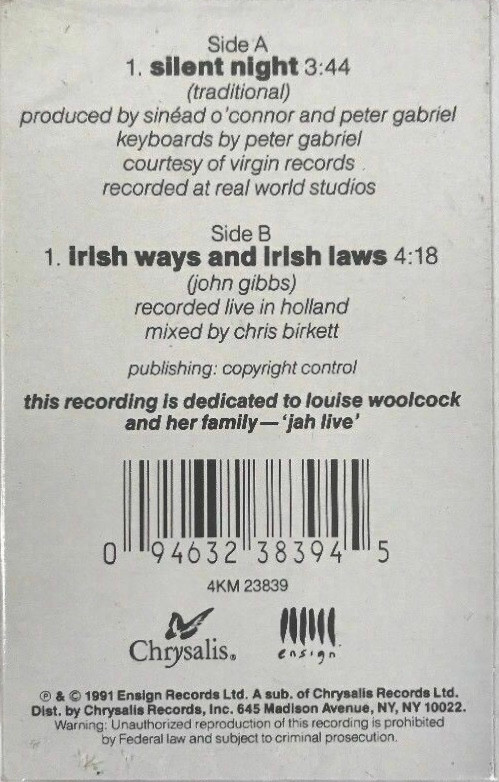 Side A
1. silent night 3:44
(traditional)
produced by sinéad o'connor and peter gabriel
keyboards by peter gabriel
courtesy of virgin records
recorded at real world studios
Side B
1. irish ways and irish laws 4:18
(john gibbs)
recorded live in holland
mixed by chris birkett
publishing: copyright control
this recording is dedicated to louise woolcock
and her family—'jah live'
0 94632 38394 5
4KM 23839
Chrysalis®
ensign
℗ & © 1991 Ensign Records Ltd. A sub. of Chrysalis Records Ltd.
Dist. by Chrysalis Records, Inc. 645 Madison Avenue, NY, NY 10022.
Warning: Unauthorized reproduction of this recording is prohibited
by Federal law and subject to criminal prosecution.